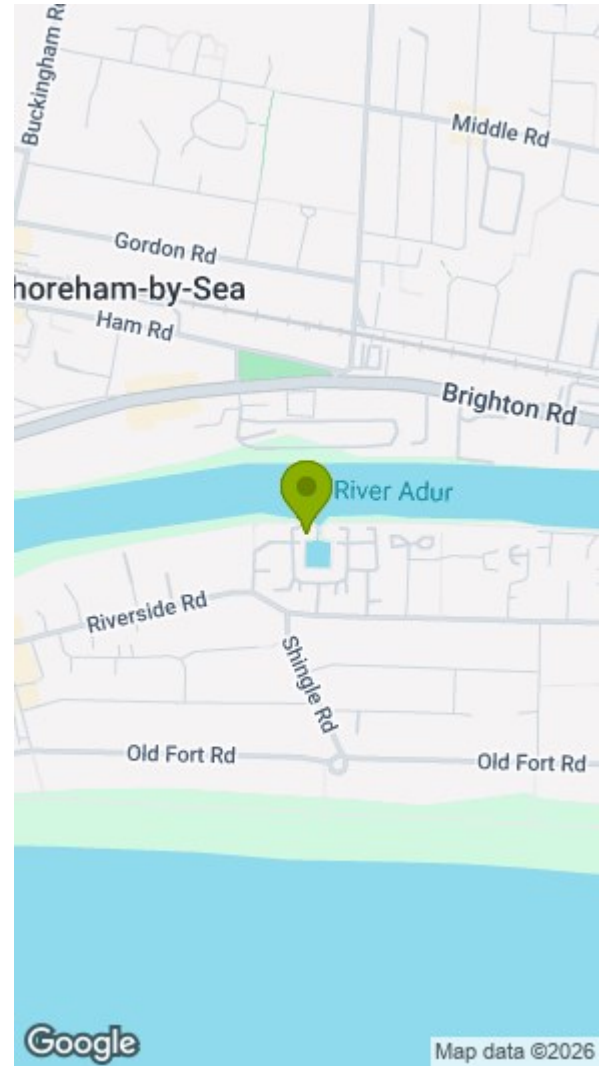 Buckingham R
Middle Rd
Gordon Rd
horeham-by-Sea
Ham Rd
Brighton Rd
River Adur
Riverside Rd
Shingle Rd
Old Fort Rd
Old Fort Rd
Google
Map data ©2026